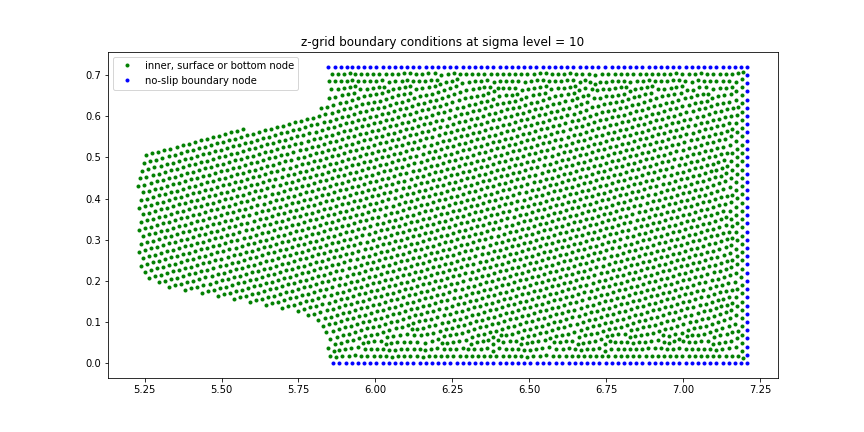 z-grid boundary conditions at sigma level = 10
inner, surface or bottom node
no-slip boundary node
0.7
0.6
0.5
0.4
0.3
0.2
0.1
0.0
5.25 5.50 5.75 6.00 6.25 6.50 6.75 7.00 7.25